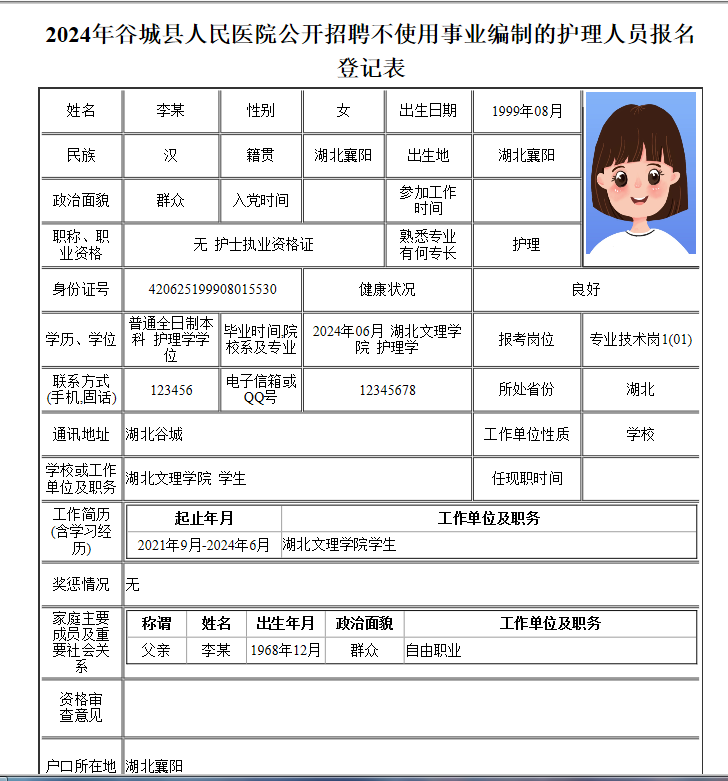 2024年谷城县人民医院公开招聘不使用事业编制的护理人员报名
登记表
姓名 李某 性别 女 出生日期 1999年08月
民族 汉 籍贯 湖北襄阳 出生地 湖北襄阳
政治面貌 群众 入党时间 参加工作
时间
职称、职
业资格 无 护士执业资格证 熟悉专业
有何专长 护理
身份证号 420625199908015530 健康状况 良好
学历、学位 普通全日制本
科 护理学学
位 毕业时间,院
校系及专业 2024年06月 湖北文理学
院 护理学 报考岗位 专业技术岗1(01)
联系方式
(手机,固话) 123456 电子信箱或
QQ号 12345678 所处省份 湖北
通讯地址 湖北谷城 工作单位性质 学校
学校或工作
单位及职务 湖北文理学院 学生 任现职时间
工作简历
(含学习经
历) 起止年月 工作单位及职务
2021年9月-2024年6月 湖北文理学院学生
奖惩情况 无
家庭主要
成员及重
要社会关
系 称谓 姓名 出生年月 政治面貌 工作单位及职务
父亲 李某 1968年12月 群众 自由职业
资格审
查意见
户口所在地 湖北襄阳